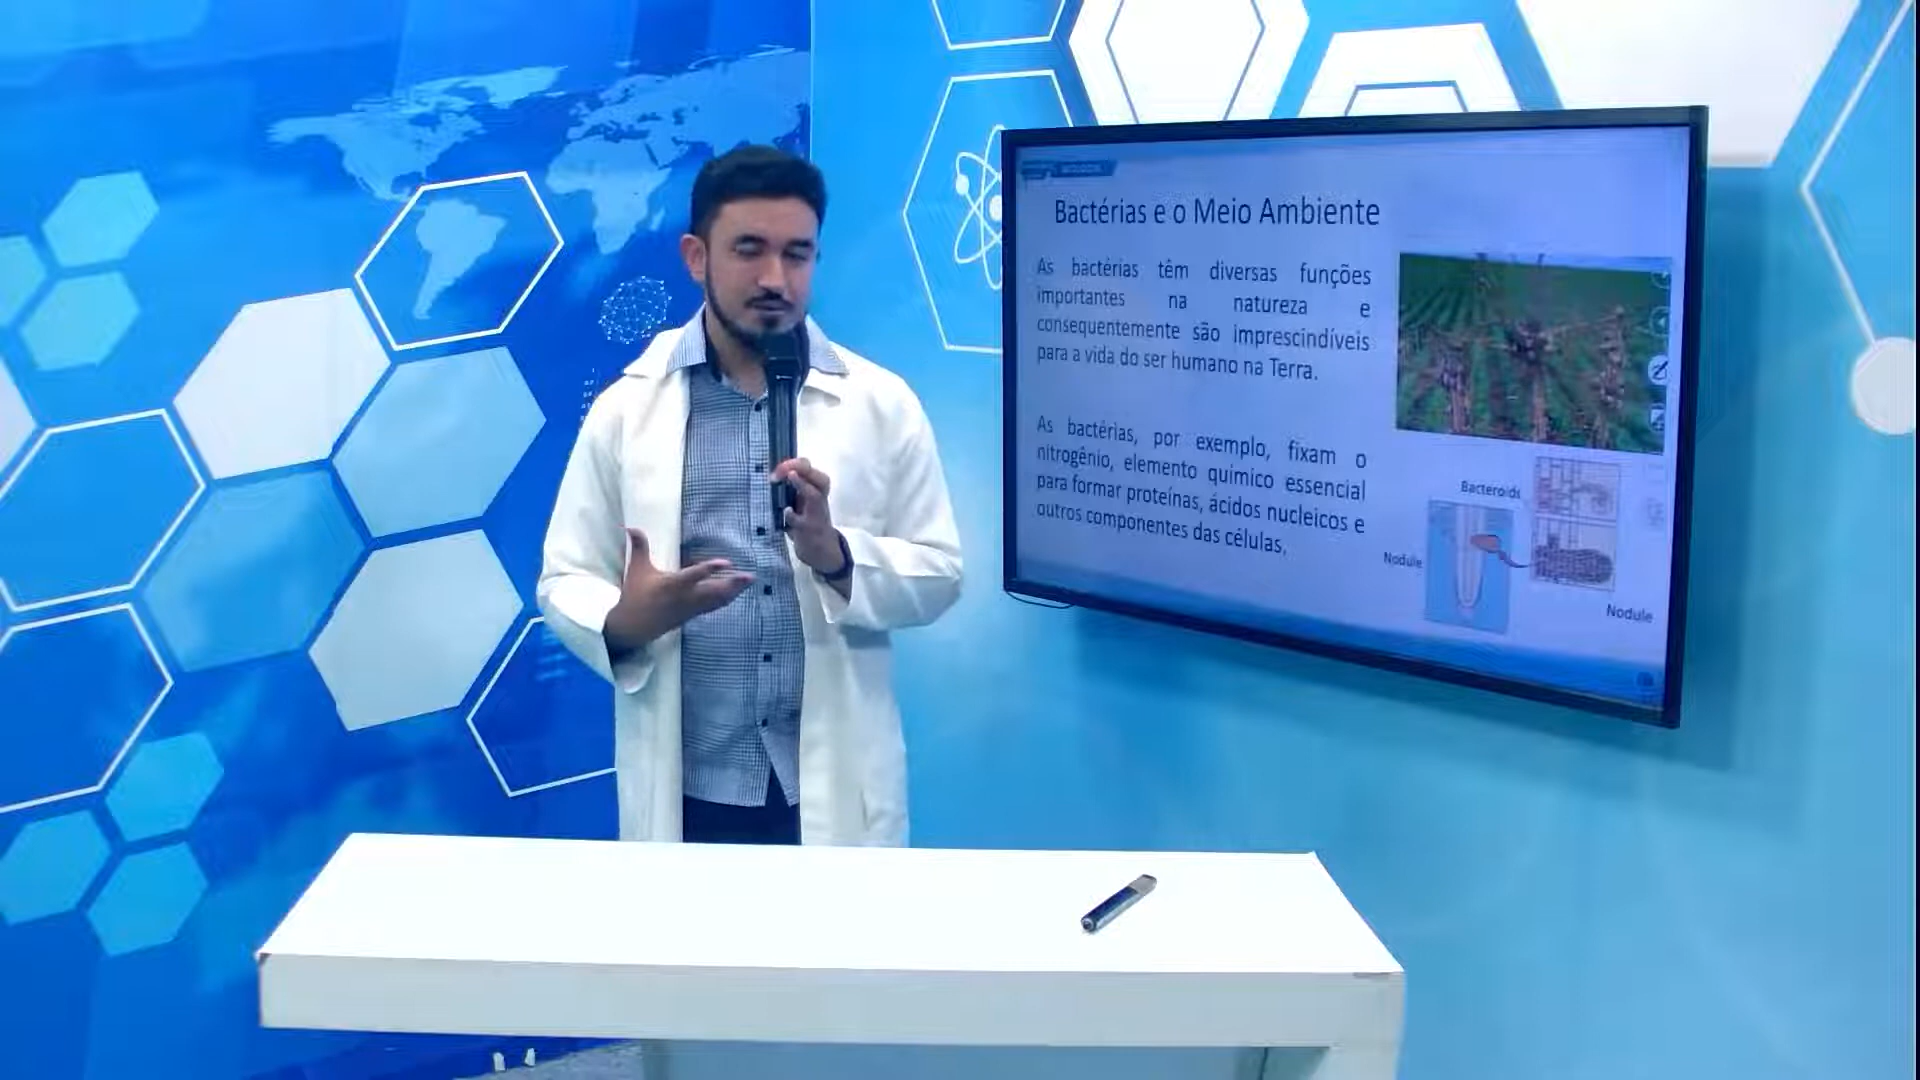 Bactérias e o Meio Ambiente
As bactérias têm diversas funções
importantes na natureza e
consequentemente são imprescindíveis
para a vida do ser humano na Terra.
As bactérias, por exemplo, fixam o
nitrogênio, elemento químico essencial
para formar proteínas, ácidos nucleicos e
outros componentes das células.
Bacteroids
Nodule
Nodule